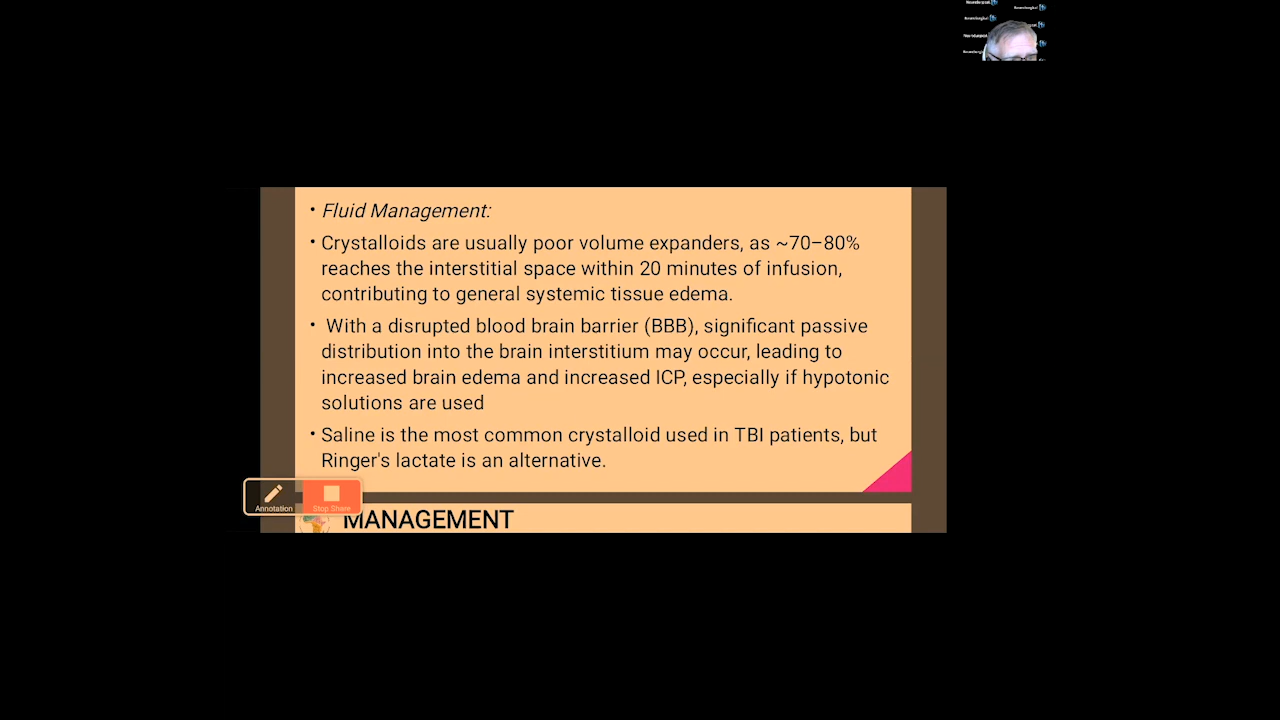 • Fluid Management:
• Crystalloids are usually poor volume expanders, as ~70–80%
reaches the interstitial space within 20 minutes of infusion,
contributing to general systemic tissue edema.
• With a disrupted blood brain barrier (BBB), significant passive
distribution into the brain interstitium may occur, leading to
increased brain edema and increased ICP, especially if hypotonic
solutions are used
• Saline is the most common crystalloid used in TBI patients, but
Ringer's lactate is an alternative.
Annotation
Stop Share
MANAGEMENT